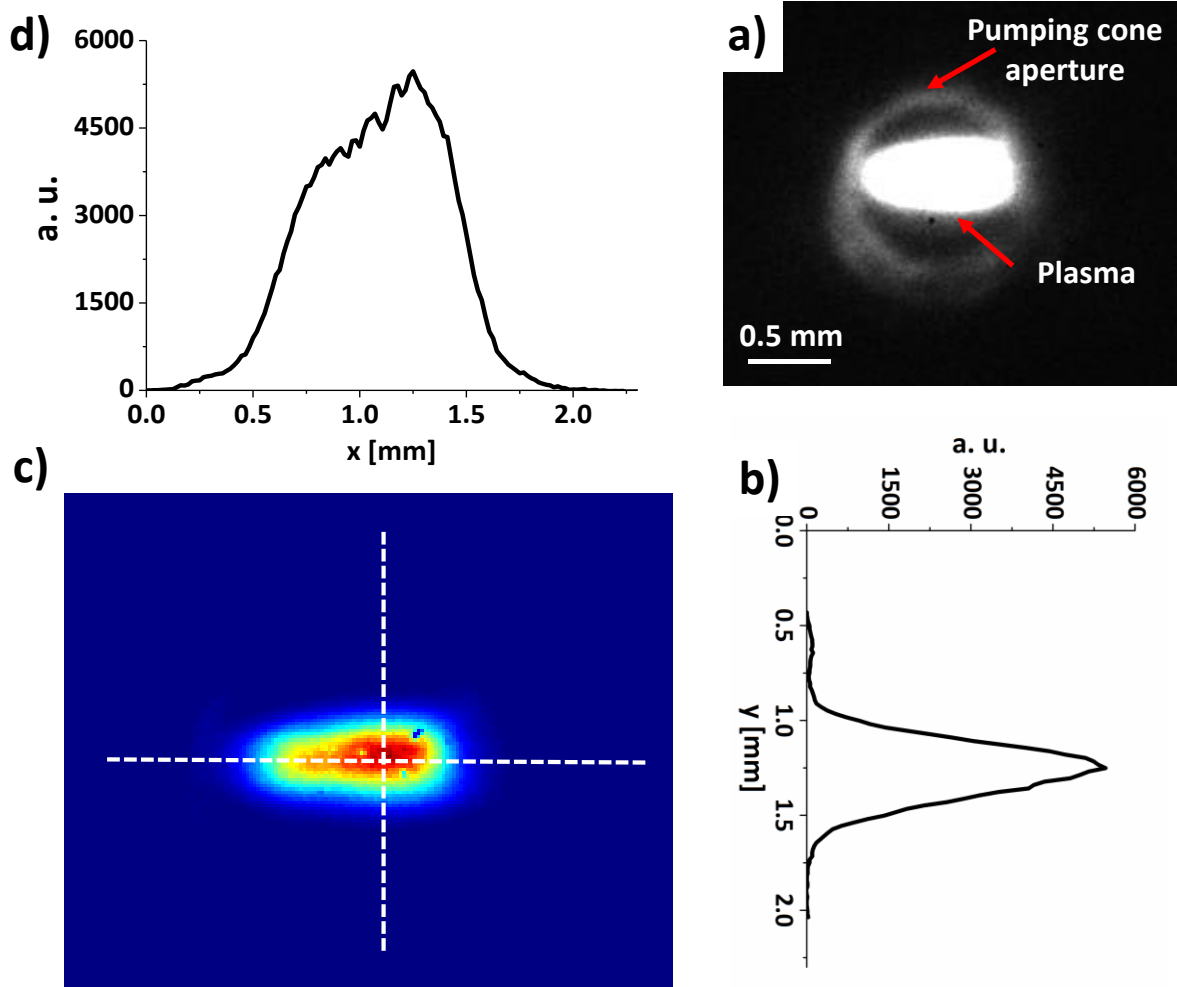 d)
6000
4500
3000
1500
0
a. u.
0.0 0.5 1.0 1.5 2.0
x [mm]
a)
Pumping cone
aperture
Plasma
0.5 mm
c)
b)
a. u.
0 1500 3000 4500 6000
0.0
0.5
1.0
1.5
2.0
y [mm]